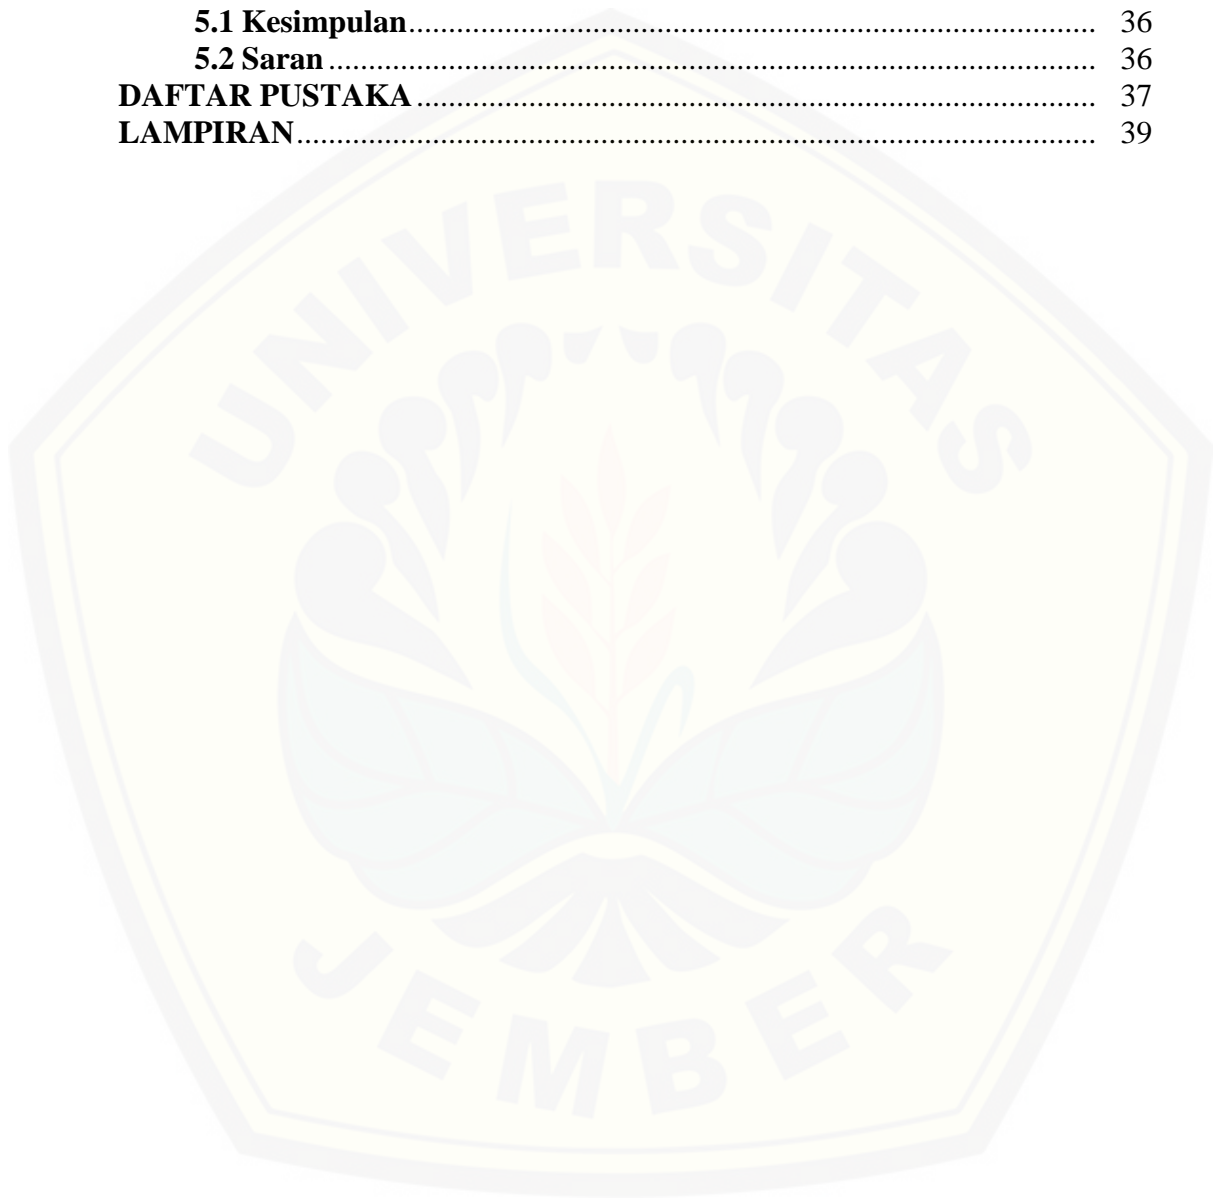 5.1 Kesimpulan........................................................................................ 36
5.2 Saran.................................................................................................. 36
DAFTAR PUSTAKA....................................................................................... 37
LAMPIRAN...................................................................................................... 39
UNIVERSITAS
JEMBER